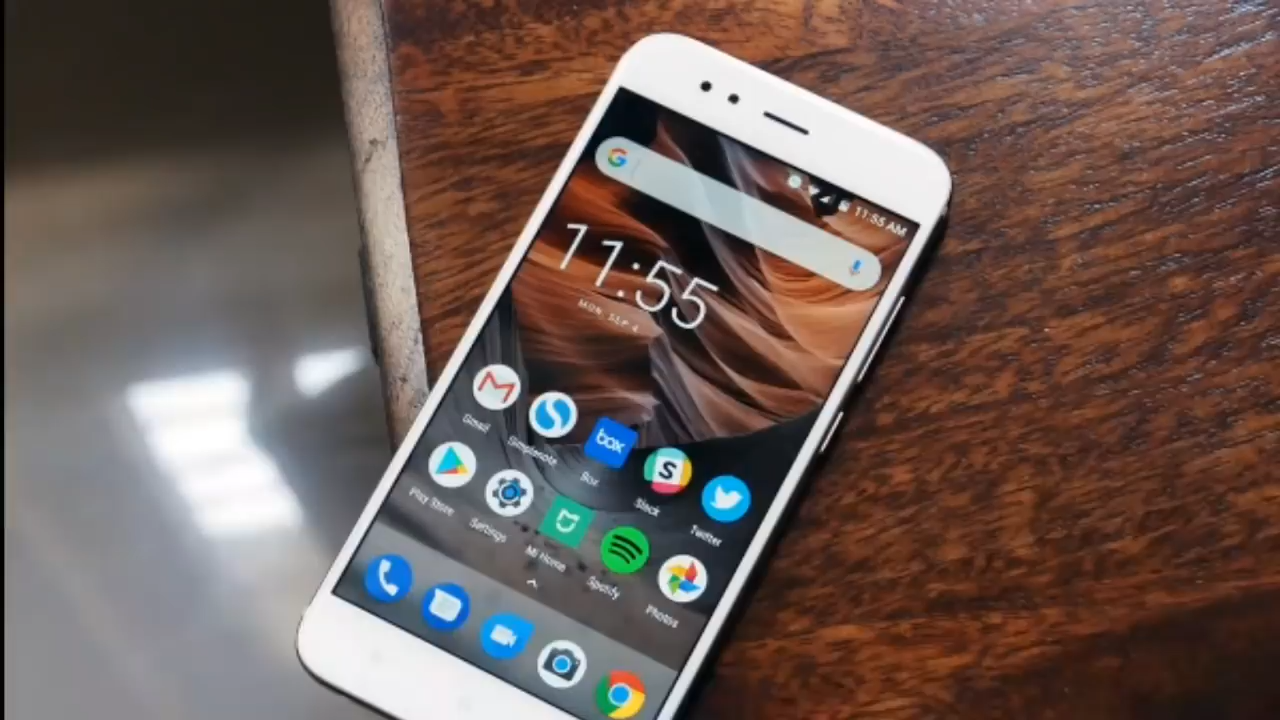 11:55 AM
11:55
MON, SEP 4
Gmail
Simplenote
box
Box
S
Slack
Twitter
Play Store
Settings
Mi Home
Spotify
Photos